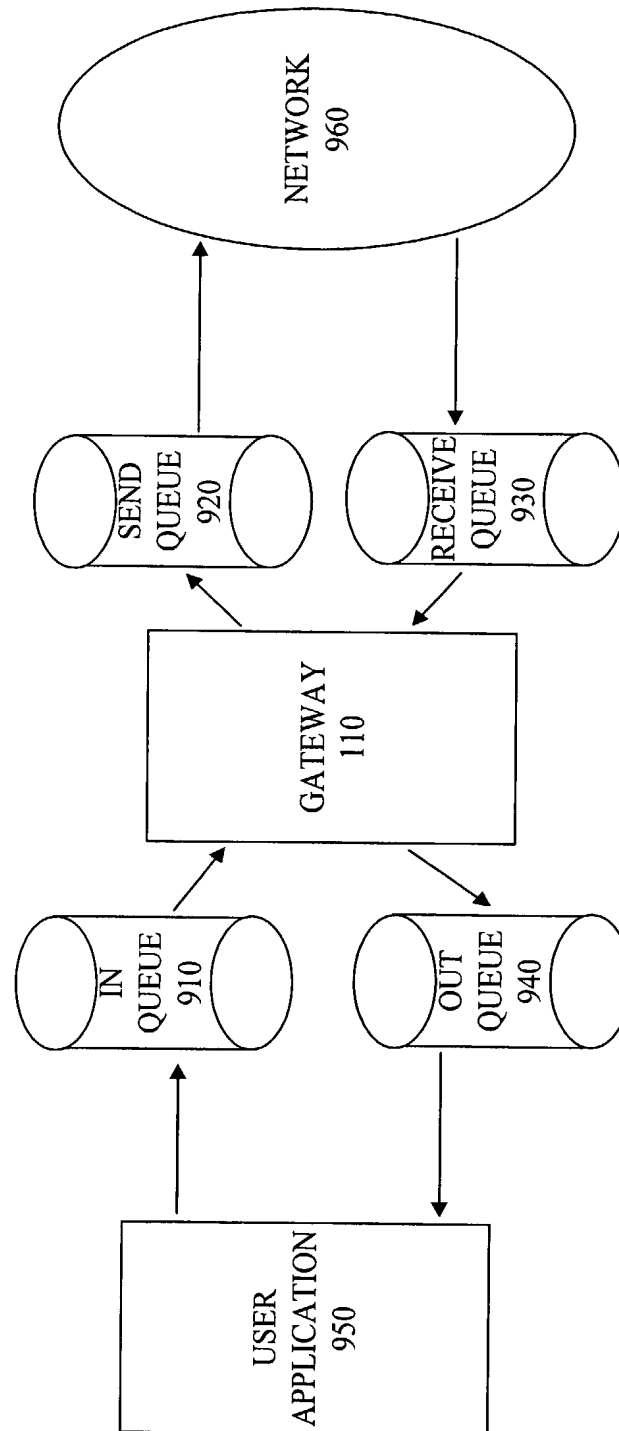 USER
APPLICATION
950
IN
QUEUE
910
OUT
QUEUE
940
GATEWAY
110
SEND
QUEUE
920
RECEIVE
QUEUE
930
NETWORK
960